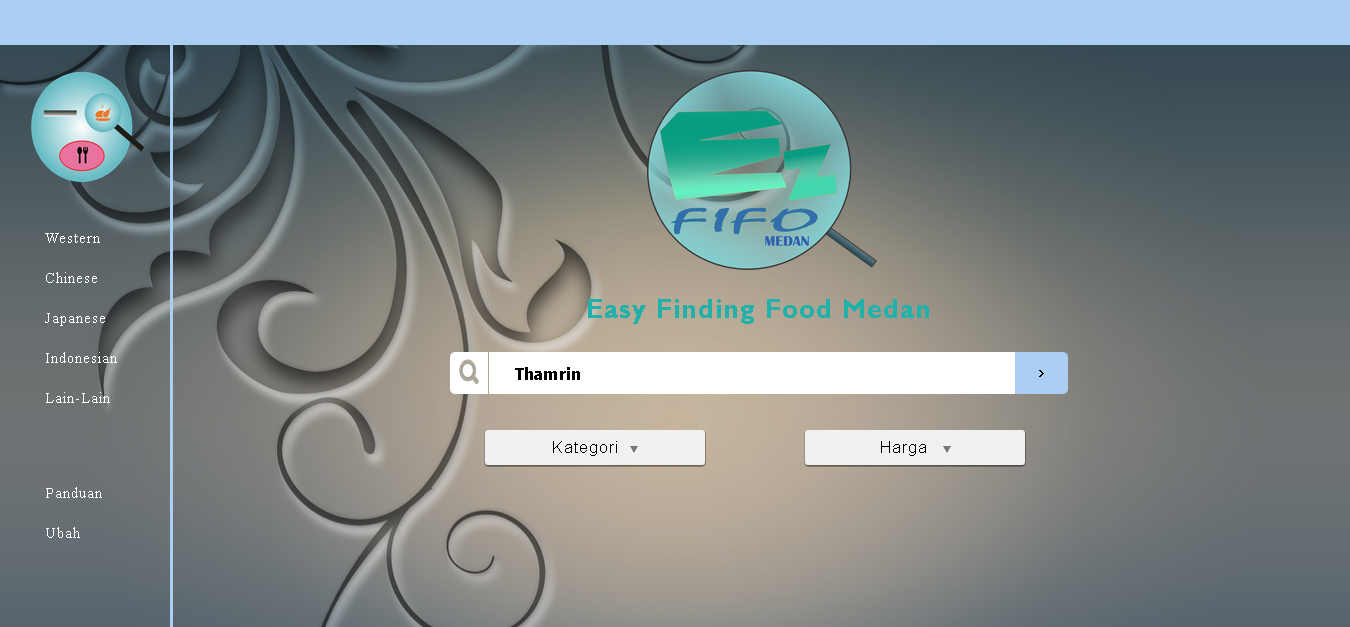 Western
Chinese
Japanese
Indonesian
Lain-Lain
Panduan
Ubah
Ez
FIFO
MEDAN
Easy Finding Food Medan
Thamrin
>
Kategori ▼
Harga ▼